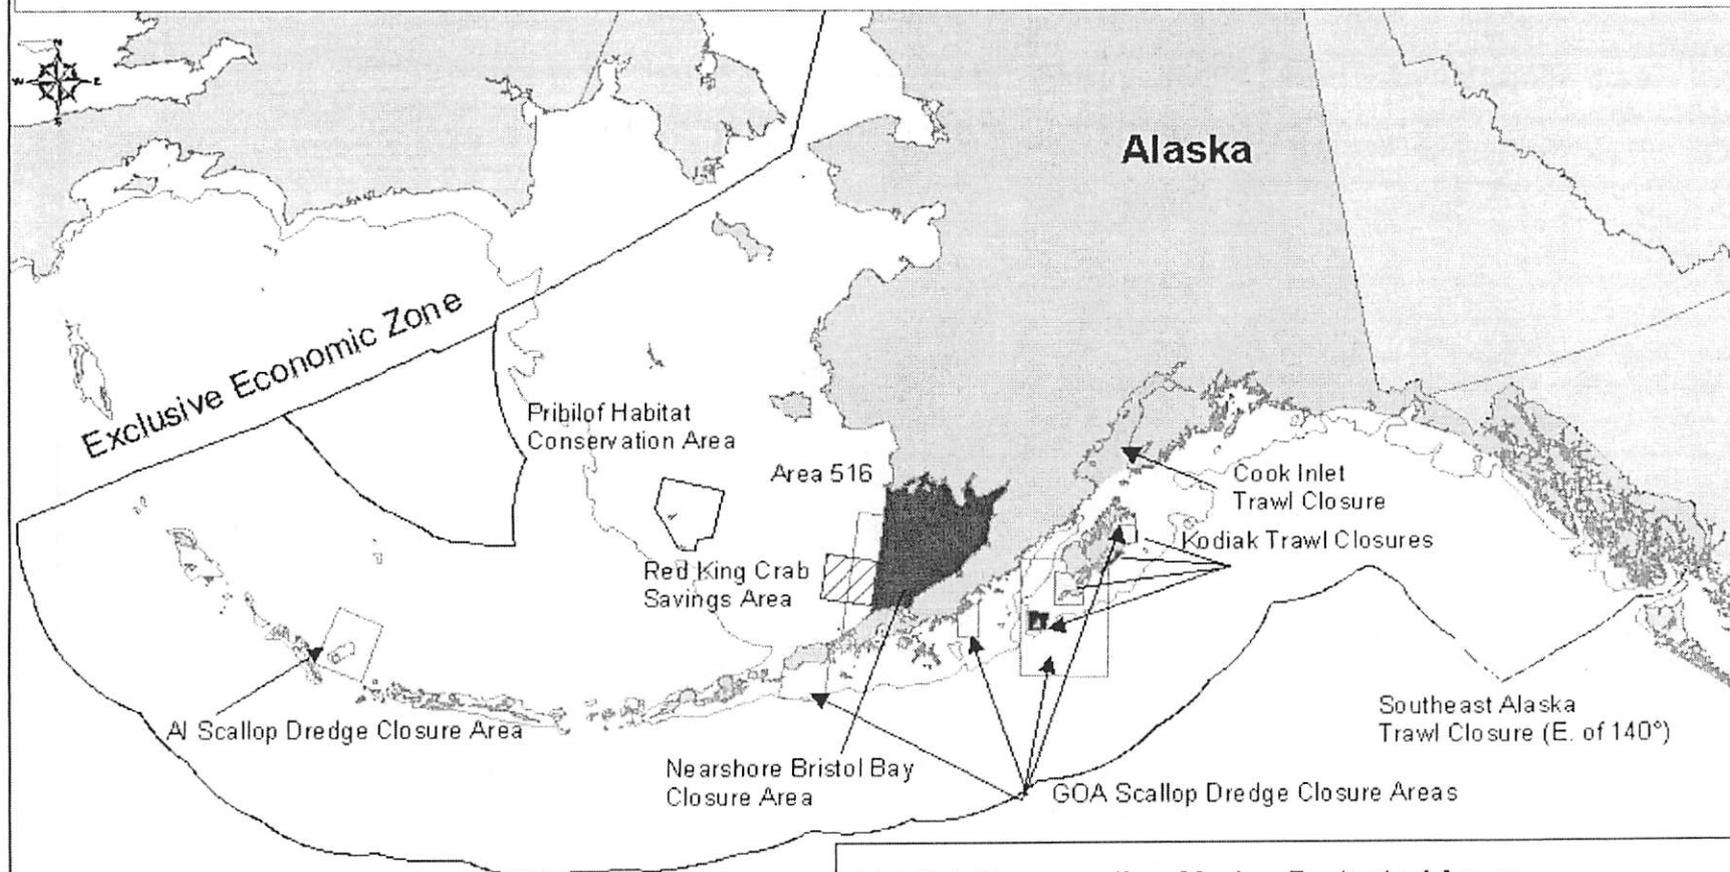 N
W
E
S
Alaska
Exclusive Economic Zone
Pribilof Habitat
Conservation Area
Area 516
Cook Inlet
Trawl Closure
Kodiak Trawl Closures
Red King Crab
Savings Area
AI Scallop Dredge Closure Area
Nearshore Bristol Bay
Closure Area
GOA Scallop Dredge Closure Areas
Southeast Alaska
Trawl Closure (E. of 140°)